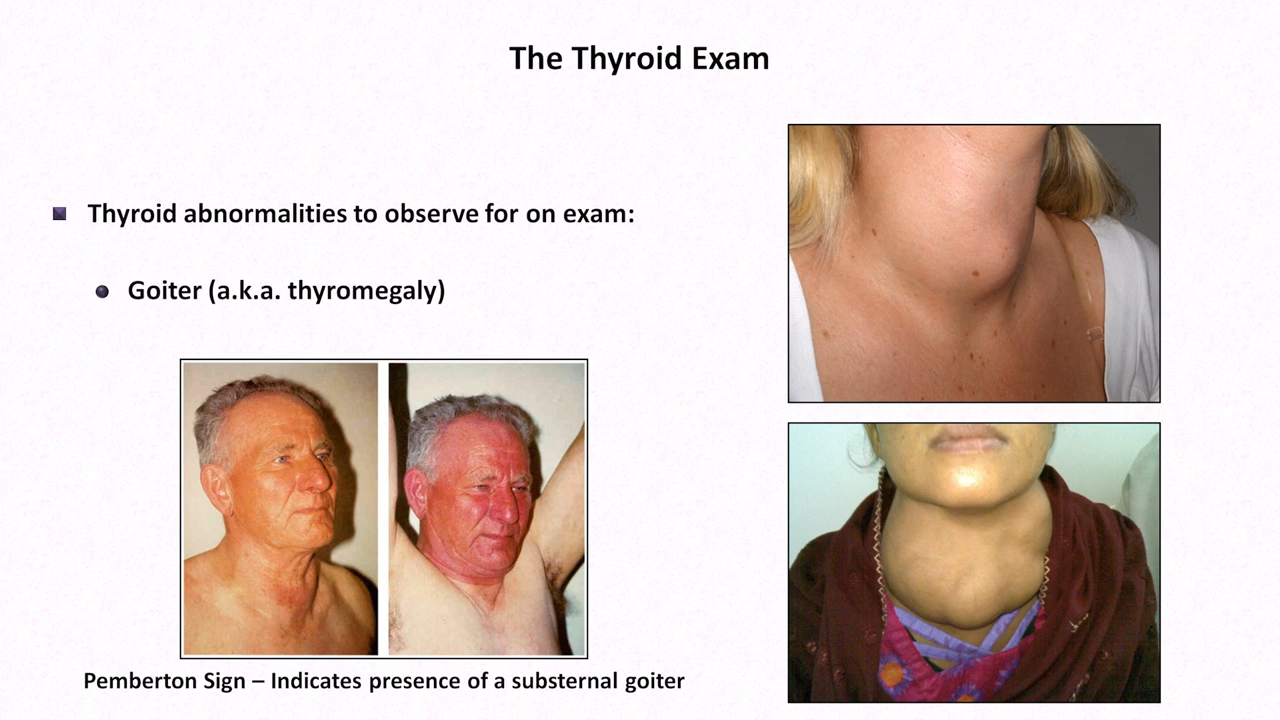 The Thyroid Exam
Thyroid abnormalities to observe for on exam:
Goiter (a.k.a. thyromegaly)
Pemberton Sign – Indicates presence of a substernal goiter